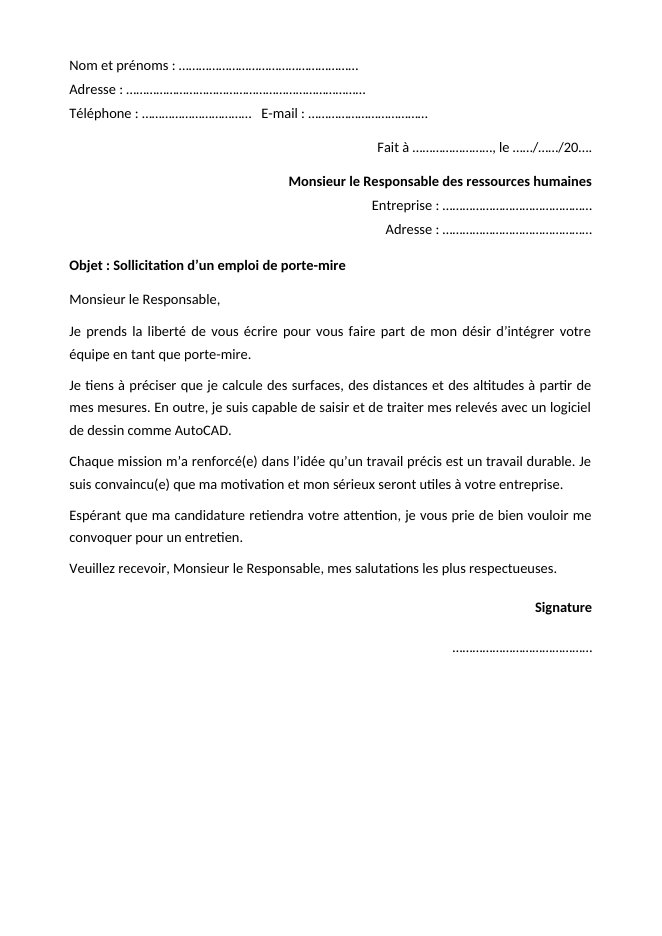 Nom et prénoms : ………………………………………………
Adresse : ………………………………………………………………
Téléphone : ……………………………  E-mail : ………………………………
Fait à ……………………, le ……/……/20….
Monsieur le Responsable des ressources humaines
Entreprise : ………………………………………
Adresse : ………………………………………
Objet : Sollicitation d’un emploi de porte-mire
Monsieur le Responsable,
Je prends la liberté de vous écrire pour vous faire part de mon désir d’intégrer votre
équipe en tant que porte-mire.
Je tiens à préciser que je calcule des surfaces, des distances et des altitudes à partir de
mes mesures. En outre, je suis capable de saisir et de traiter mes relevés avec un logiciel
de dessin comme AutoCAD.
Chaque mission m’a renforcé(e) dans l’idée qu’un travail précis est un travail durable. Je
suis convaincu(e) que ma motivation et mon sérieux seront utiles à votre entreprise.
Espérant que ma candidature retiendra votre attention, je vous prie de bien vouloir me
convoquer pour un entretien.
Veuillez recevoir, Monsieur le Responsable, mes salutations les plus respectueuses.
Signature
……………………………………